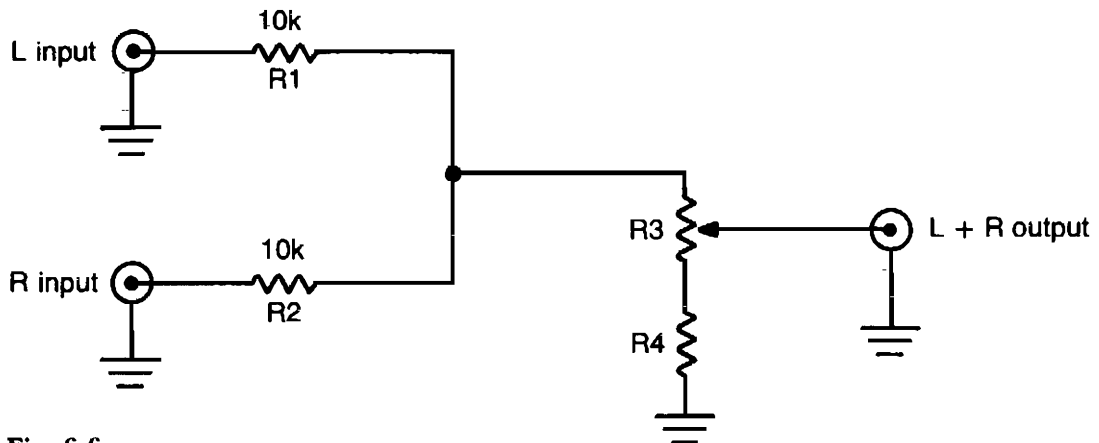 10k
L input
R1
R3
L + R output
10k
R input
R2
R4
Fig. 6-6